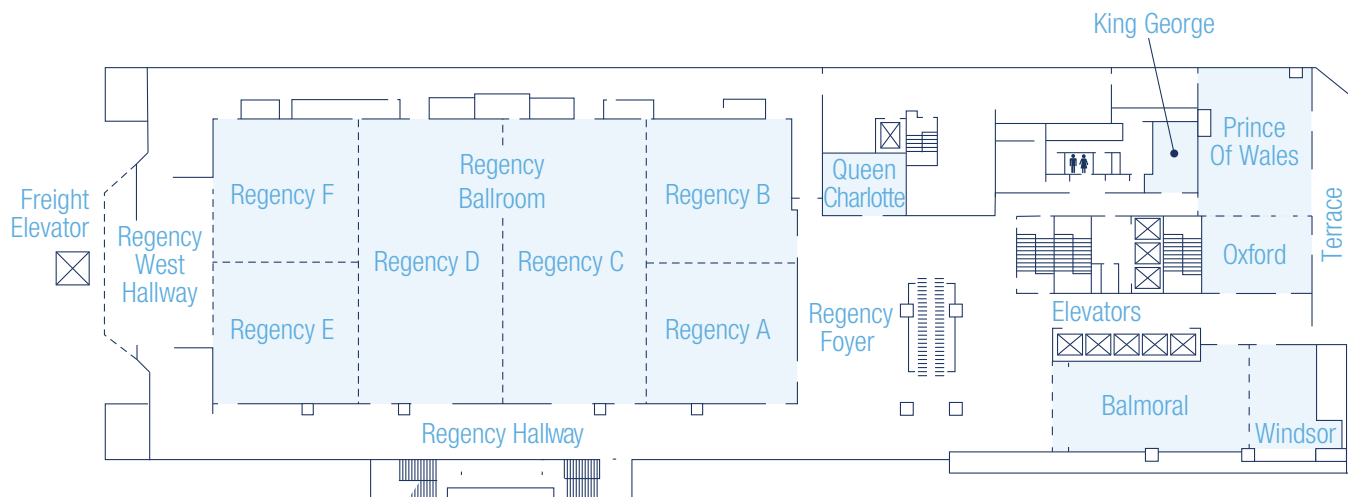 King George
Prince
Of Wales
Regency
Ballroom
Queen
Charlotte
Regency F
Regency B
Freight
Elevator
Regency
West
Hallway
Terrace
Regency D
Regency C
Oxford
Regency E
Regency A
Regency
Foyer
Elevators
Balmoral
Windsor
Regency Hallway